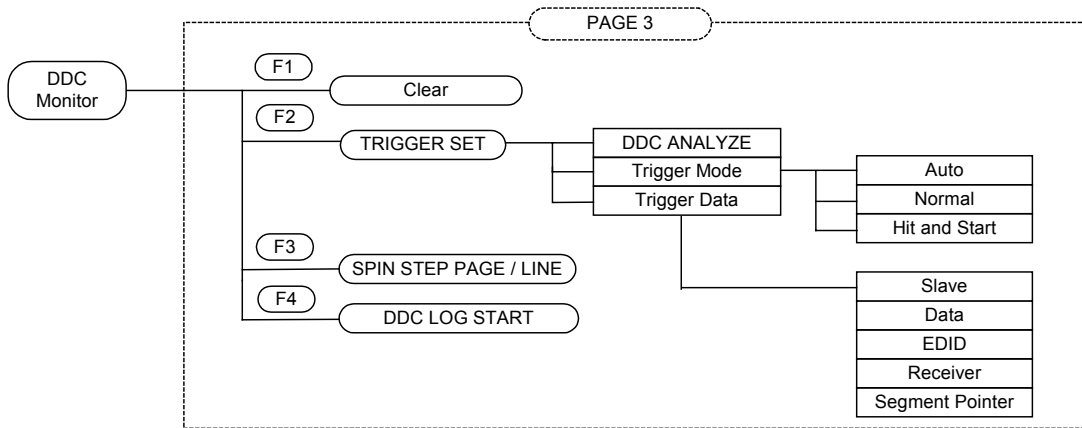 PAGE 3
DDC
Monitor
F1
Clear
F2
TRIGGER SET
DDC ANALYZE
Trigger Mode
Trigger Data
Auto
Normal
Hit and Start
F3
SPIN STEP PAGE / LINE
F4
DDC LOG START
Slave
Data
EDID
Receiver
Segment Pointer